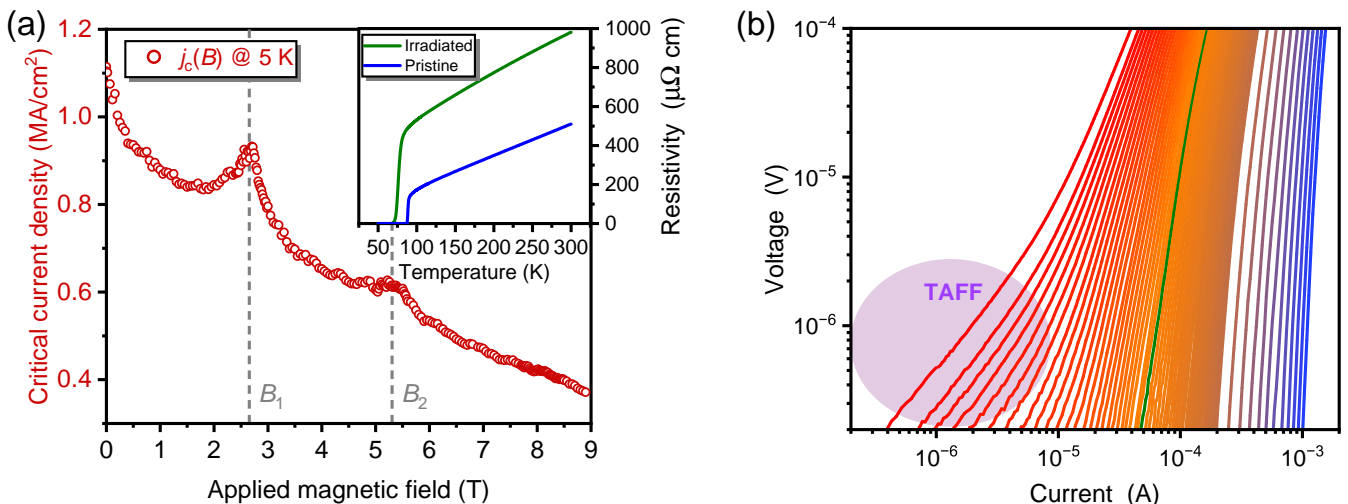 (a)
1.2
1.0
0.8
0.6
0.4
Critical current density (MA/cm²)
j_c(B) @ 5 K
Irradiated
Pristine
1000
800
600
400
200
0
Resistivity (μΩ cm)
50 100 150 200 250 300
Temperature (K)
B₁
B₂
0 1 2 3 4 5 6 7 8 9
Applied magnetic field (T)
(b)
10⁻⁴
10⁻⁵
10⁻⁶
Voltage (V)
TAFF
10⁻⁶ 10⁻⁵ 10⁻⁴ 10⁻³
Current (A)